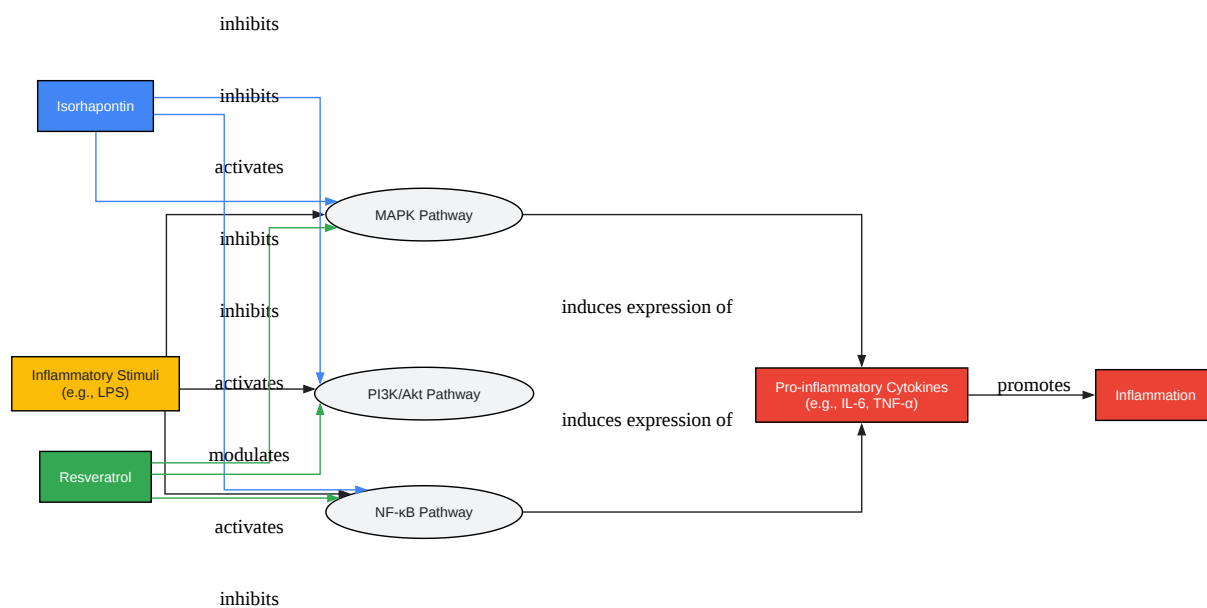 inhibits
Isorhapontin
inhibits
activates
MAPK Pathway
inhibits
inhibits
induces expression of
Inflammatory Stimuli
(e.g., LPS)
activates
PI3K/Akt Pathway
Pro-inflammatory Cytokines
(e.g., IL-6, TNF-α)
promotes
Inflammation
induces expression of
modulates
Resveratrol
NF-κB Pathway
activates
inhibits